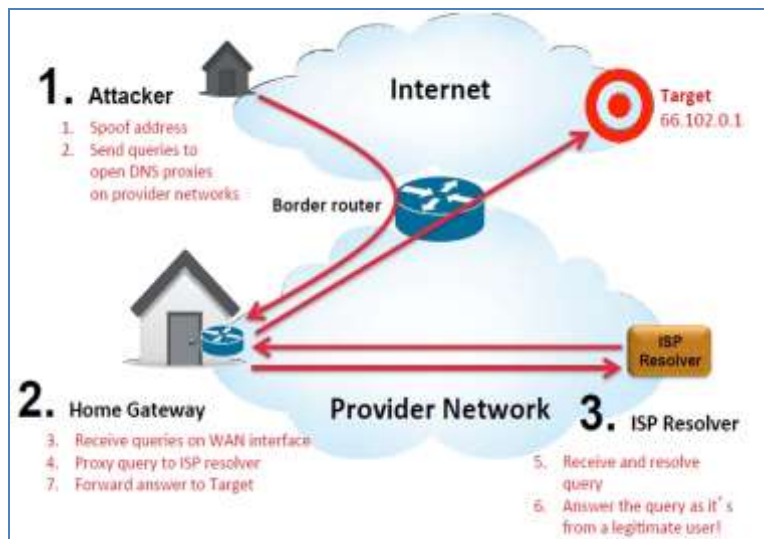 Internet
1. Attacker
1. Spoof address
2. Send queries to
open DNS proxies
on provider networks
Target
66.102.0.1
Border router
ISP
Resolver
2. Home Gateway
3. Receive queries on WAN interface
4. Proxy query to ISP resolver
7. Forward answer to Target
Provider Network
3. ISP Resolver
5. Receive and resolve
query
6. Answer the query as it's
from a legitimate user!